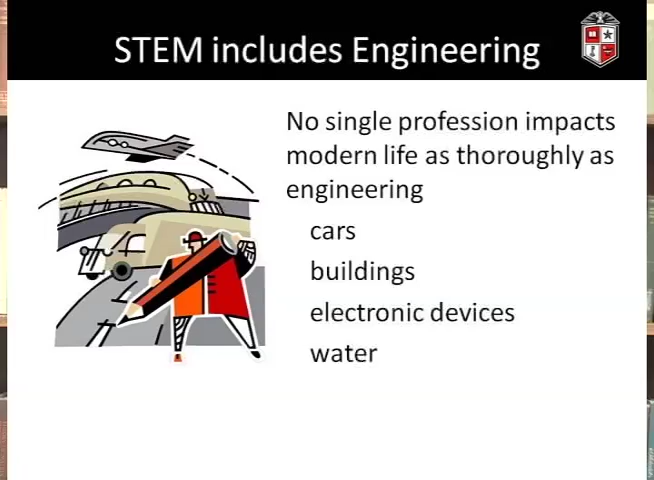 STEM includes Engineering
No single profession impacts
modern life as thoroughly as
engineering
cars
buildings
electronic devices
water